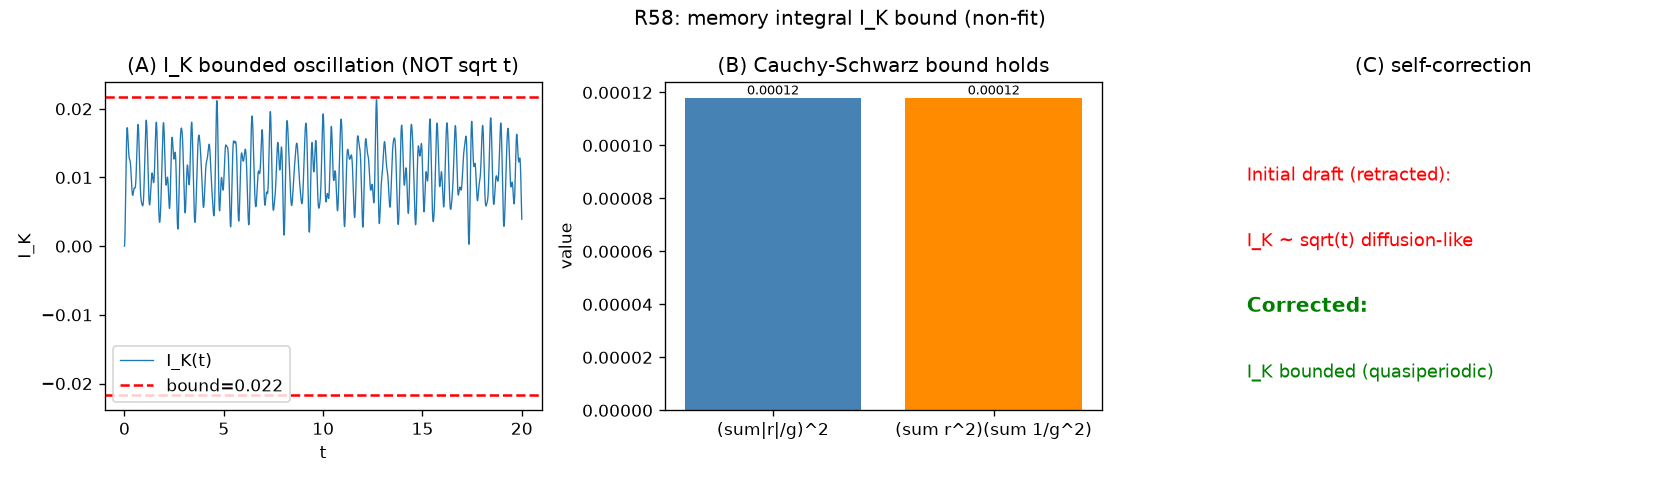 R58: memory integral I_K bound (non-fit)
(A) I_K bounded oscillation (NOT sqrt t)
I_K
0.02
0.01
0.00
−0.01
−0.02
I_K(t)
bound=0.022
0 5 10 15 20
t
(B) Cauchy-Schwarz bound holds
value
0.00012
0.00010
0.00008
0.00006
0.00004
0.00002
0.00000
0.00012 0.00012
(sum|r|/g)^2 (sum r^2)(sum 1/g^2)
(C) self-correction
Initial draft (retracted):
I_K ~ sqrt(t) diffusion-like
Corrected:
I_K bounded (quasiperiodic)